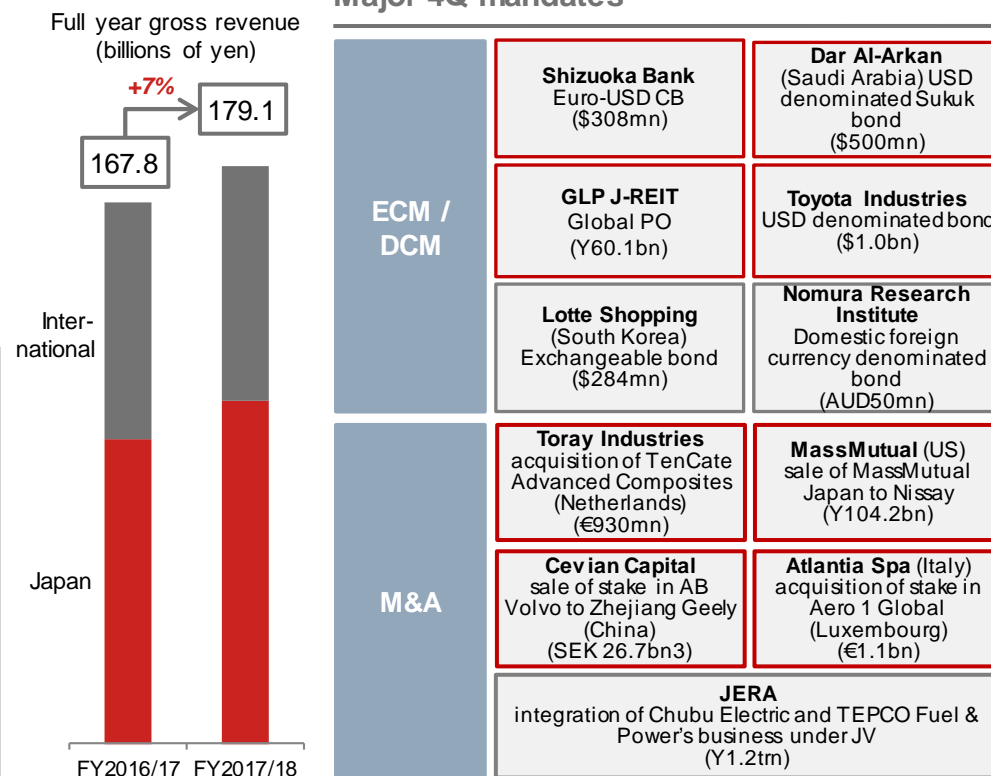 Major 4Q mandates
Full year gross revenue
(billions of yen)
+7%
179.1
167.8
Inter-
national
Japan
FY2016/17 FY2017/18
ECM /
DCM
Shizuoka Bank
Euro-USD CB
($308mn)
Dar Al-Arkan
(Saudi Arabia) USD
denominated Sukuk
bond
($500mn)
GLP J-REIT
Global PO
(Y60.1bn)
Toyota Industries
USD denominated bond
($1.0bn)
Lotte Shopping
(South Korea)
Exchangeable bond
($284mn)
Nomura Research
Institute
Domestic foreign
currency denominated
bond
(AUD50mn)
M&A
Toray Industries
acquisition of TenCate
Advanced Composites
(Netherlands)
(€930mn)
MassMutual (US)
sale of MassMutual
Japan to Nissay
(Y104.2bn)
Cevian Capital
sale of stake in AB
Volvo to Zhejiang Geely
(China)
(SEK 26.7bn3)
Atlantia Spa (Italy)
acquisition of stake in
Aero 1 Global
(Luxembourg)
(€1.1bn)
JERA
integration of Chubu Electric and TEPCO Fuel &
Power's business under JV
(Y1.2trn)